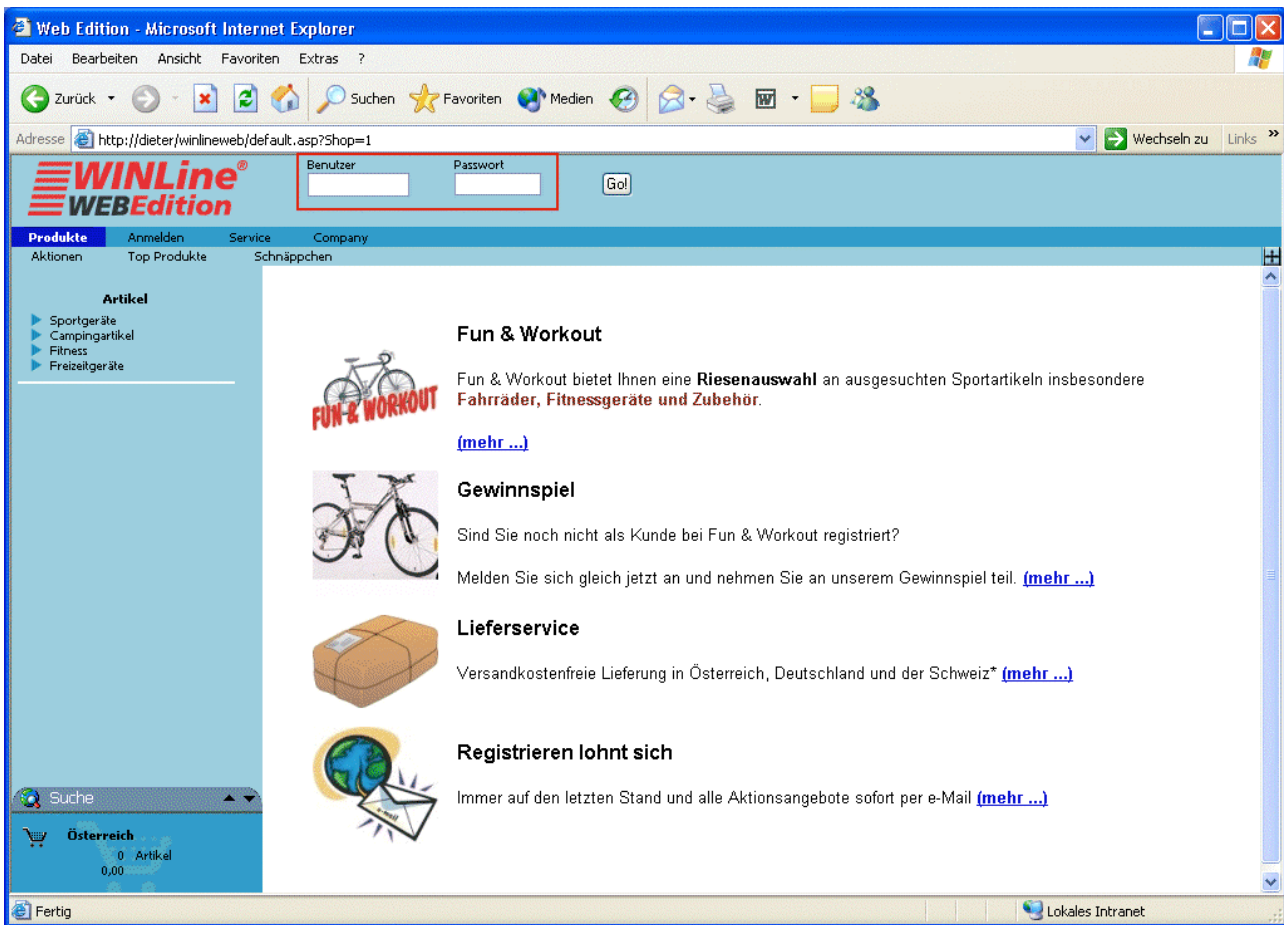 Web Edition - Microsoft Internet Explorer
Datei Bearbeiten Ansicht Favoriten Extras ?
Zurück Suchen Favoriten Medien
Adresse http://dieter/winlineweb/default.asp?Shop=1 Wechseln zu Links »
WINLine®
WEBEdition
Benutzer Passwort
Go!
Produkte Anmelden Service Company
Aktionen Top Produkte Schnäppchen
Artikel
Sportgeräte
Campingartikel
Fitness
Freizeitgeräte
FUN & WORKOUT
Fun & Workout
Fun & Workout bietet Ihnen eine Riesenauswahl an ausgesuchten Sportartikeln insbesondere
Fahrräder, Fitnessgeräte und Zubehör.
(mehr ...)
Gewinnspiel
Sind Sie noch nicht als Kunde bei Fun & Workout registriert?
Melden Sie sich gleich jetzt an und nehmen Sie an unserem Gewinnspiel teil. (mehr ...)
Lieferservice
Versandkostenfreie Lieferung in Österreich, Deutschland und der Schweiz* (mehr ...)
e-mail
Registrieren lohnt sich
Immer auf den letzten Stand und alle Aktionsangebote sofort per e-Mail (mehr ...)
Suche
Österreich
0 Artikel
0,00
Fertig Lokales Intranet